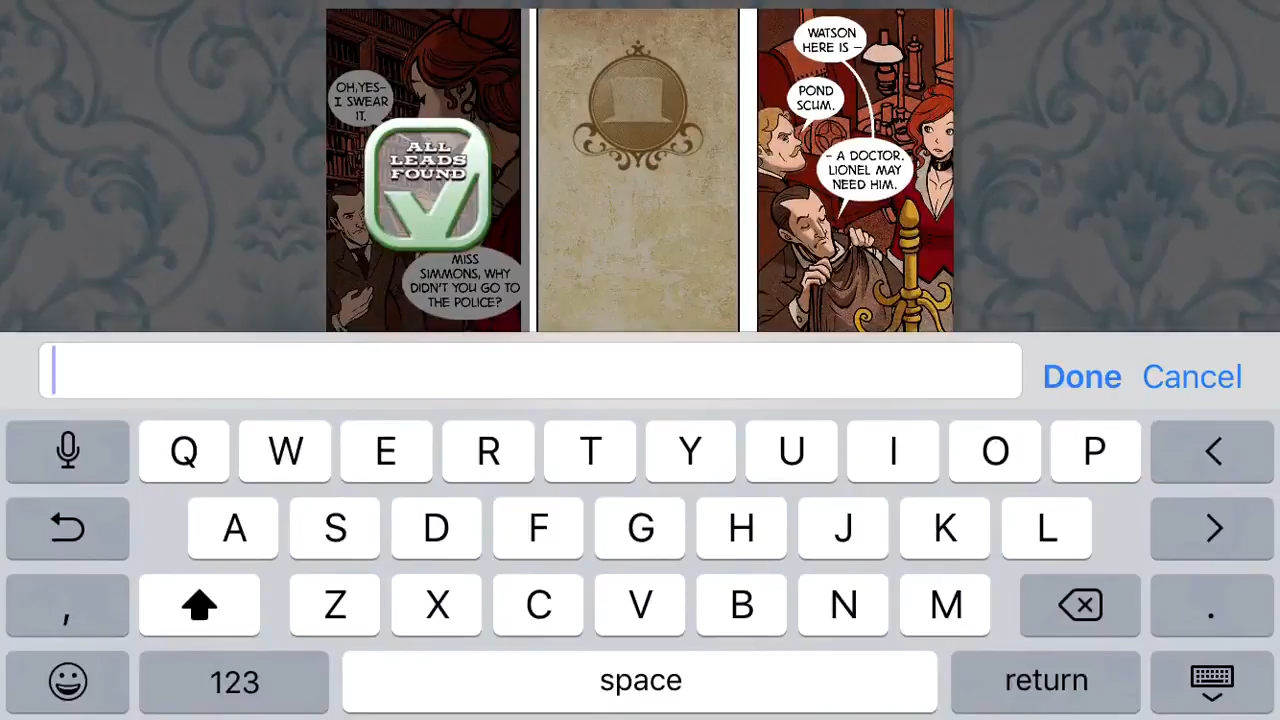 OH, YES–
I SWEAR
IT.
ALL
LEADS
FOUND
MISS
SIMMONS, WHY
DIDN'T YOU GO TO
THE POLICE?
WATSON
HERE IS –
POND
SCUM.
– A DOCTOR.
LIONEL MAY
NEED HIM.
Done Cancel
Q W E R T Y U I O P
A S D F G H J K L
, Z X C V B N M .
123 space return